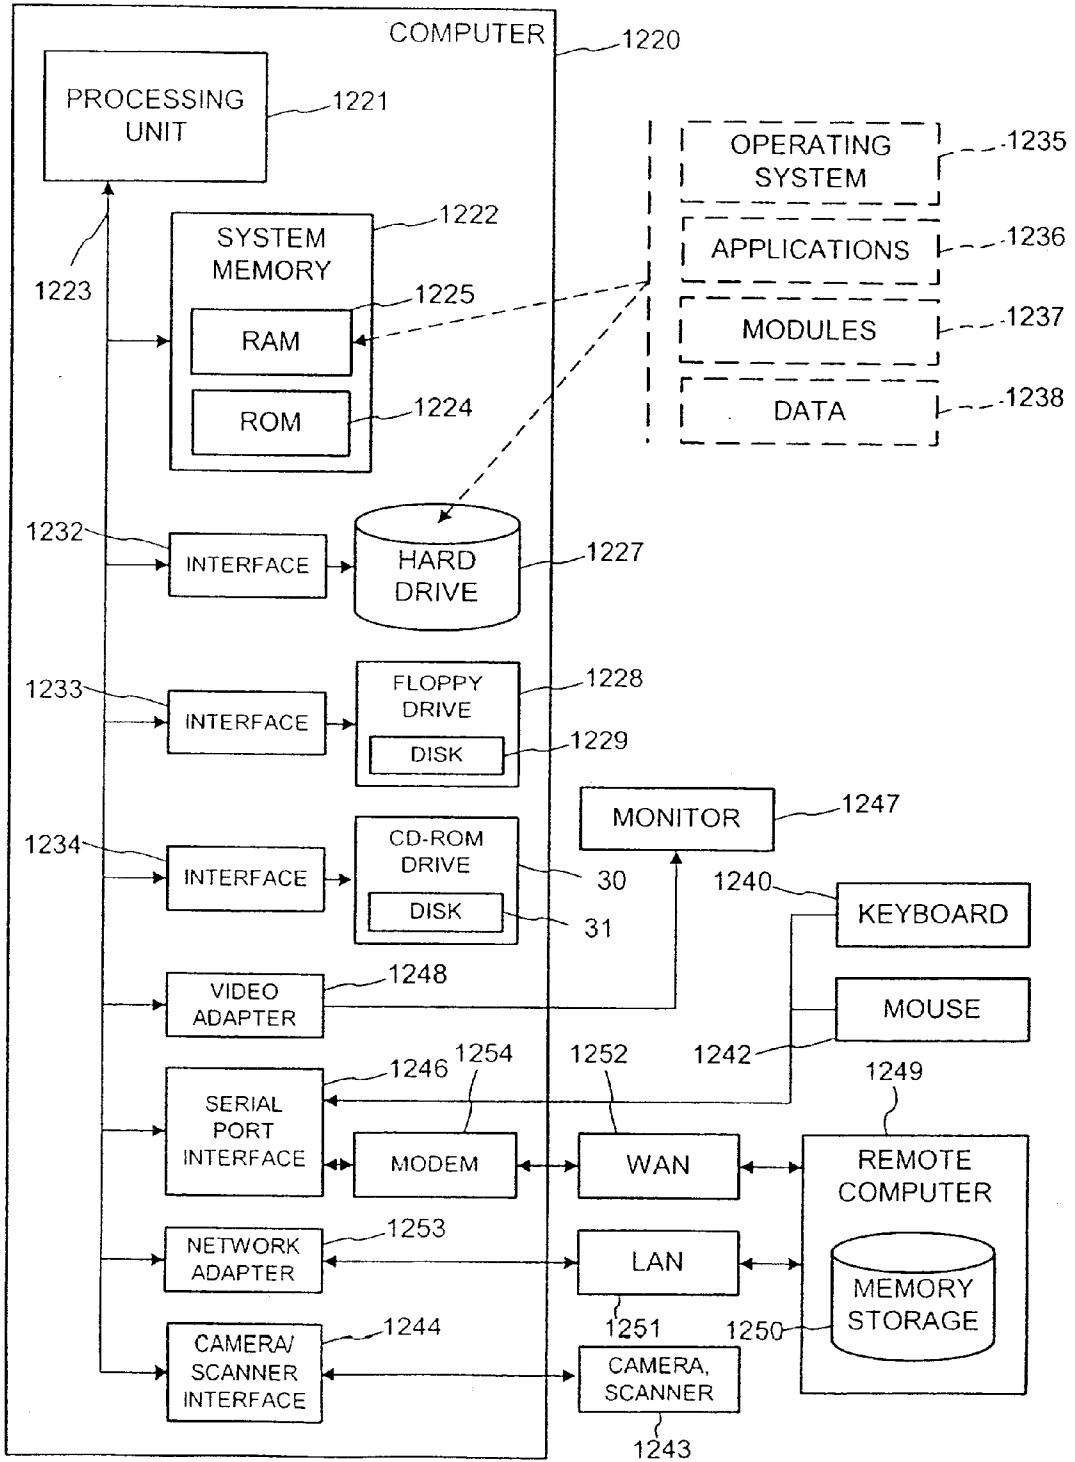 COMPUTER
1220
PROCESSING
UNIT
1221
1223
SYSTEM
MEMORY
1222
RAM
1225
ROM
1224
OPERATING
SYSTEM
1235
APPLICATIONS
1236
MODULES
1237
DATA
1238
1232
INTERFACE
HARD
DRIVE
1227
1233
INTERFACE
FLOPPY
DRIVE
1228
DISK
1229
1234
INTERFACE
CD-ROM
DRIVE
30
DISK
31
MONITOR
1247
1240
KEYBOARD
MOUSE
1242
VIDEO
ADAPTER
1248
SERIAL
PORT
INTERFACE
1246
MODEM
1254
WAN
1252
1249
REMOTE
COMPUTER
MEMORY
STORAGE
1250
NETWORK
ADAPTER
1253
LAN
1251
CAMERA/
SCANNER
INTERFACE
1244
CAMERA,
SCANNER
1243